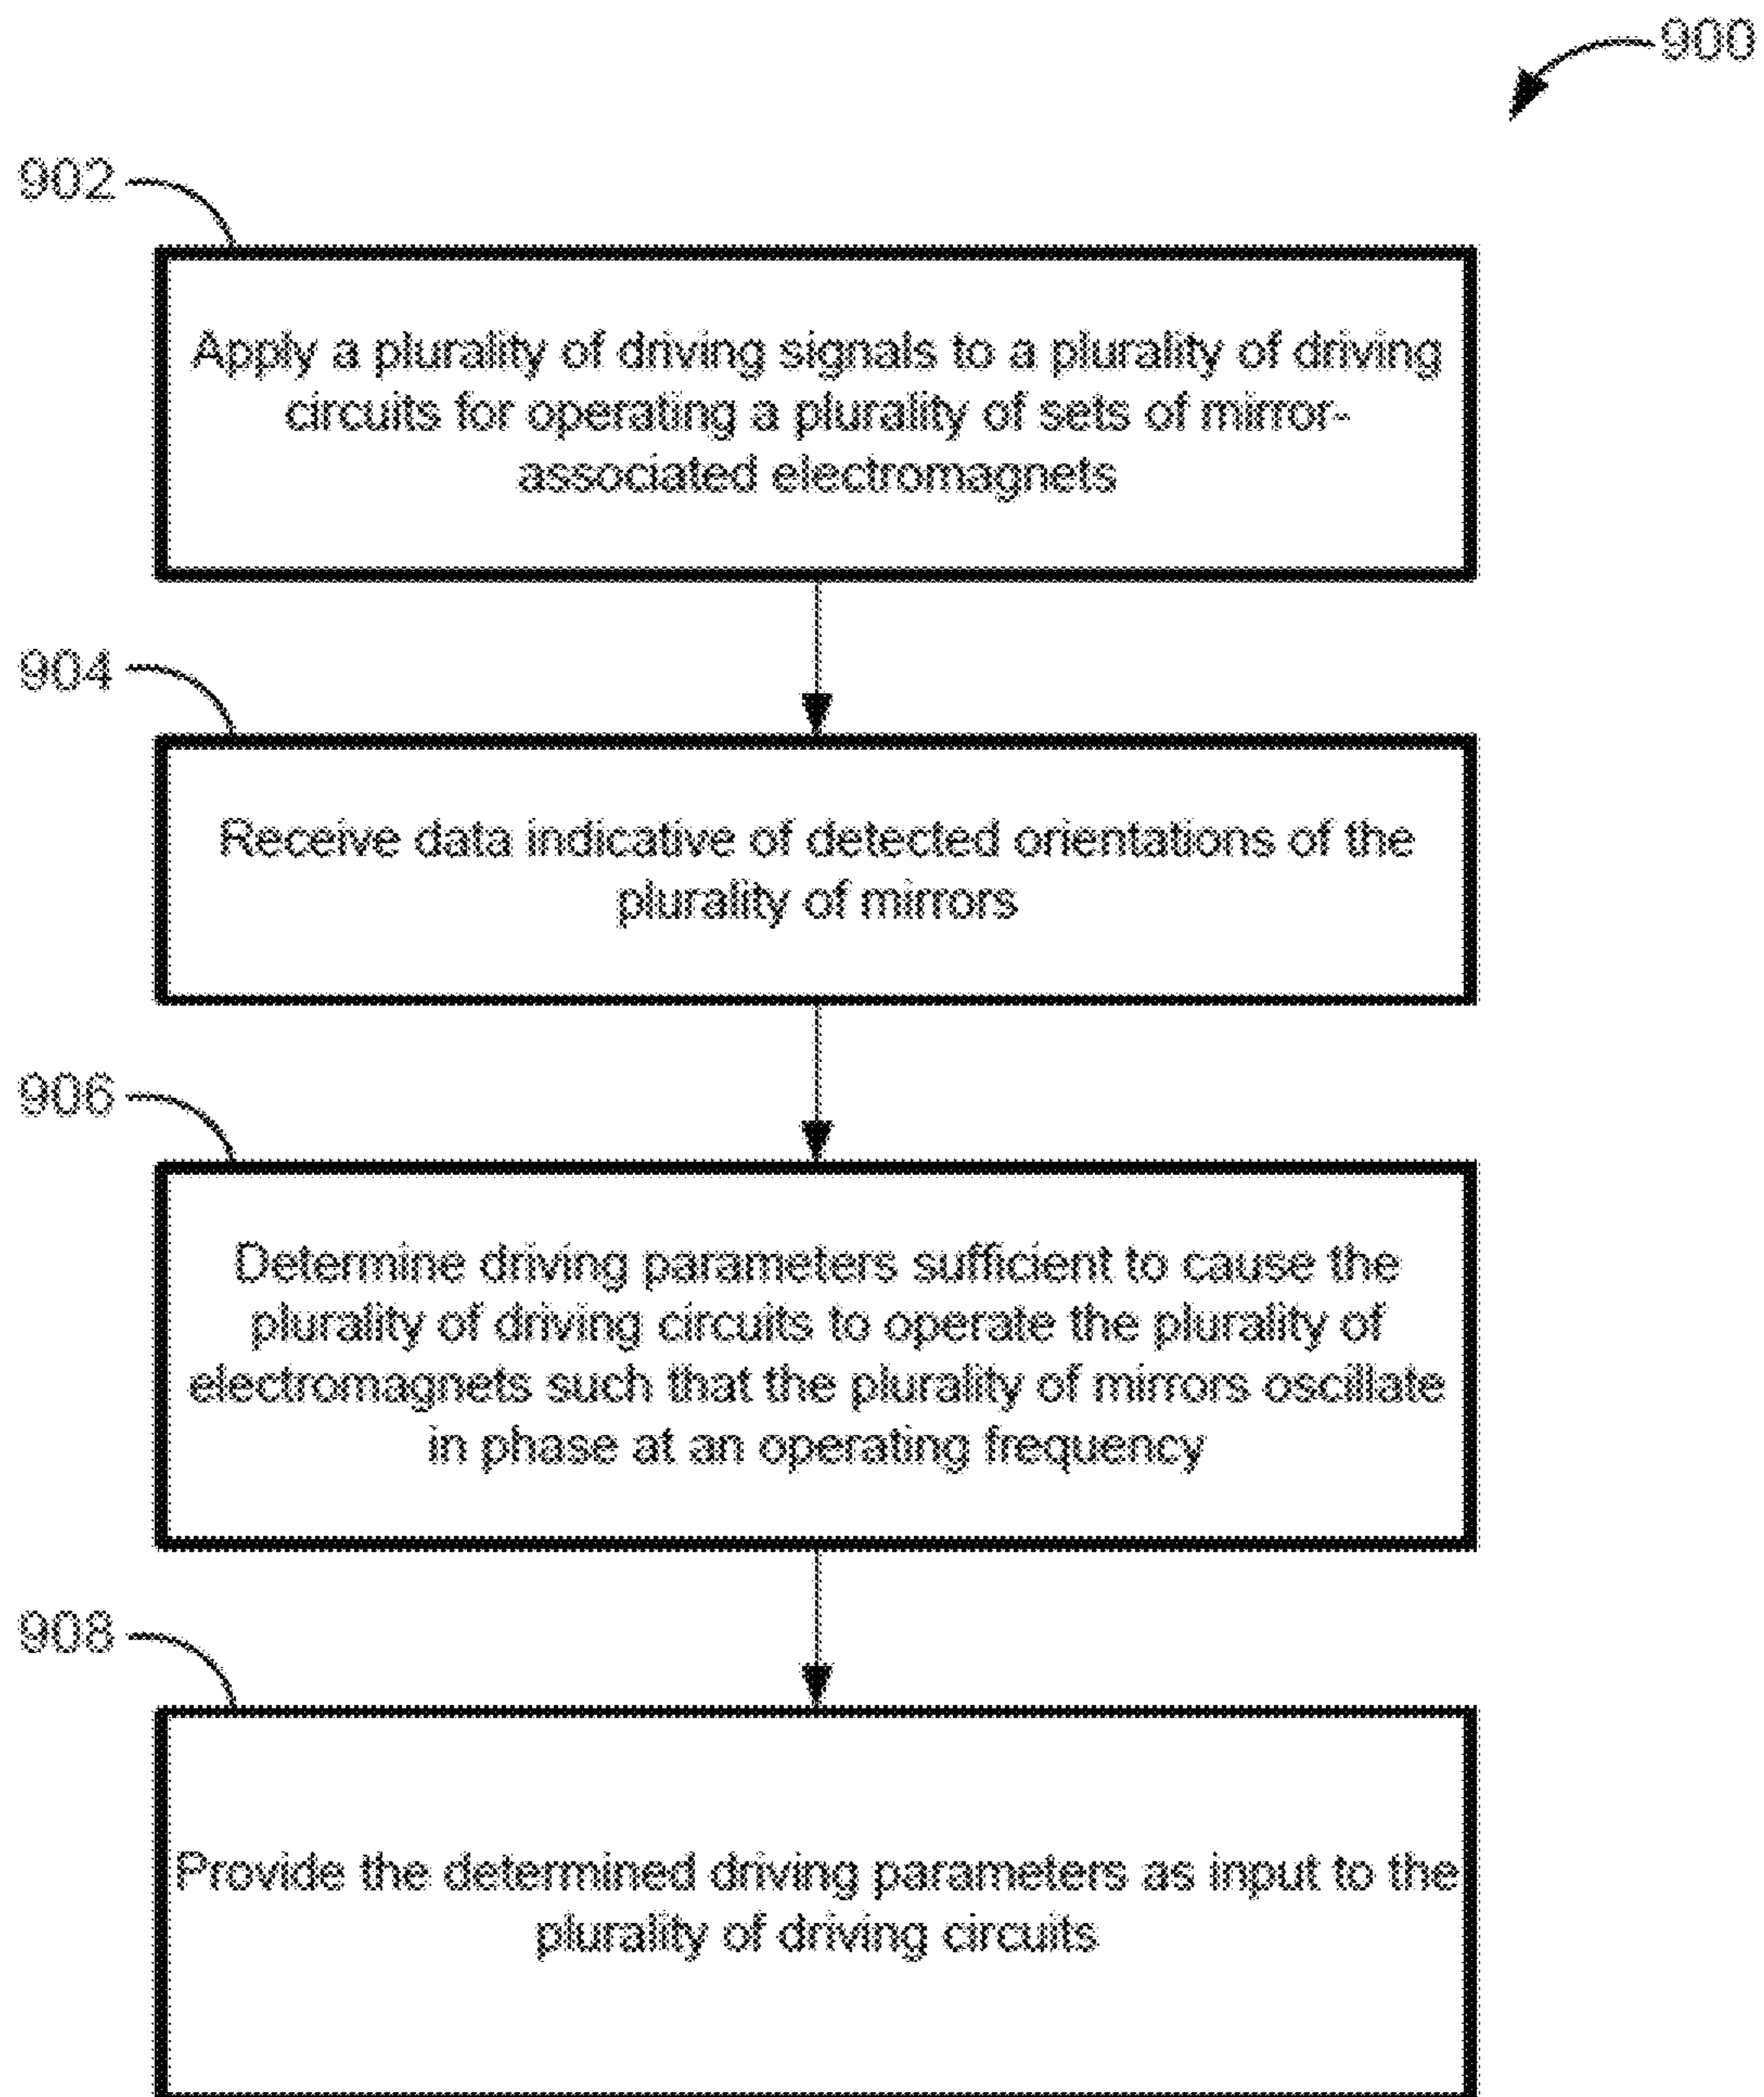 900
902
Apply a plurality of driving signals to a plurality of driving
circuits for operating a plurality of sets of mirror-
associated electromagnets
904
Receive data indicative of detected orientations of the
plurality of mirrors
906
Determine driving parameters sufficient to cause the
plurality of driving circuits to operate the plurality of
electromagnets such that the plurality of mirrors oscillate
in phase at an operating frequency
908
Provide the determined driving parameters as input to the
plurality of driving circuits